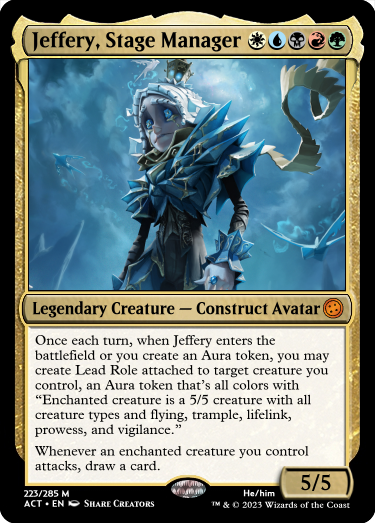 Jeffery, Stage Manager
Legendary Creature — Construct Avatar
Once each turn, when Jeffery enters the
battlefield or you create an Aura token, you may
create Lead Role attached to target creature you
control, an Aura token that's all colors with
“Enchanted creature is a 5/5 creature with all
creature types and flying, trample, lifelink,
prowess, and vigilance.”
Whenever an enchanted creature you control
attacks, draw a card.
5/5
223/285 M He/him
ACT • EN SHARE CREATORS ™ & © 2023 Wizards of the Coast